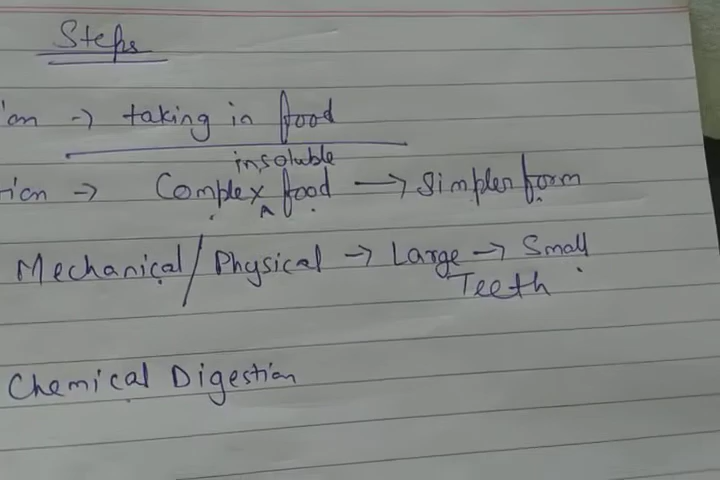 Steps
ion → taking in food
insoluble
tion → Complex ^ food → Simpler form
Mechanical/Physical → Large → Small
Teeth
Chemical Digestion